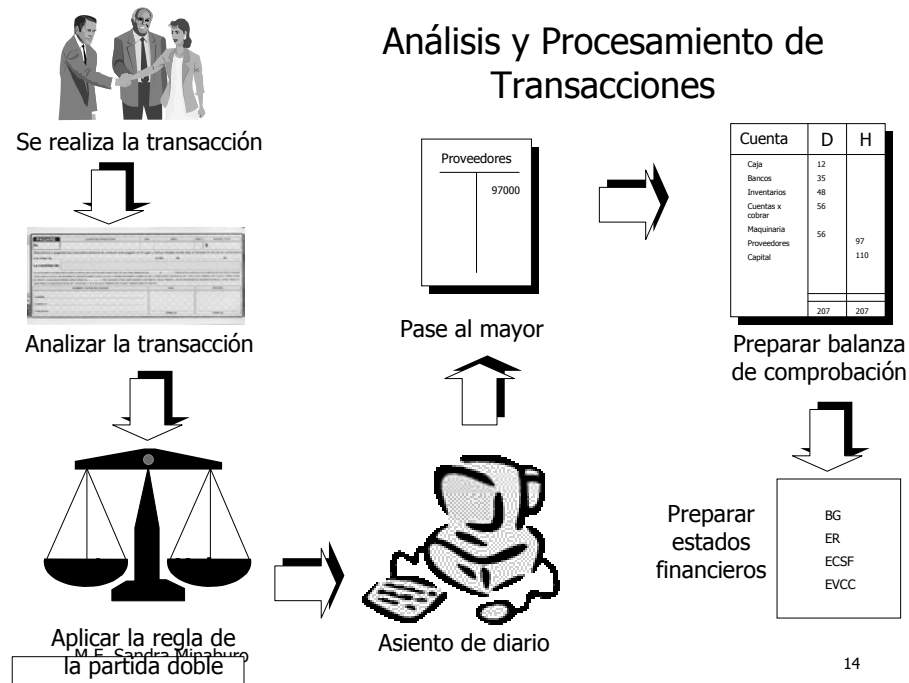 Análisis y Procesamiento de
Transacciones
Se realiza la transacción
PAGARÉ
Analizar la transacción
Aplicar la regla de
la partida doble
M.F. Sandra Minaburo
Asiento de diario
Proveedores
97000
Pase al mayor
Cuenta D H
Caja 12
Bancos 35
Inventarios 48
Cuentas x 56
cobrar
Maquinaria 56
Proveedores 97
Capital 110
207 207
Preparar balanza
de comprobación
Preparar
estados
financieros
BG
ER
ECSF
EVCC
14